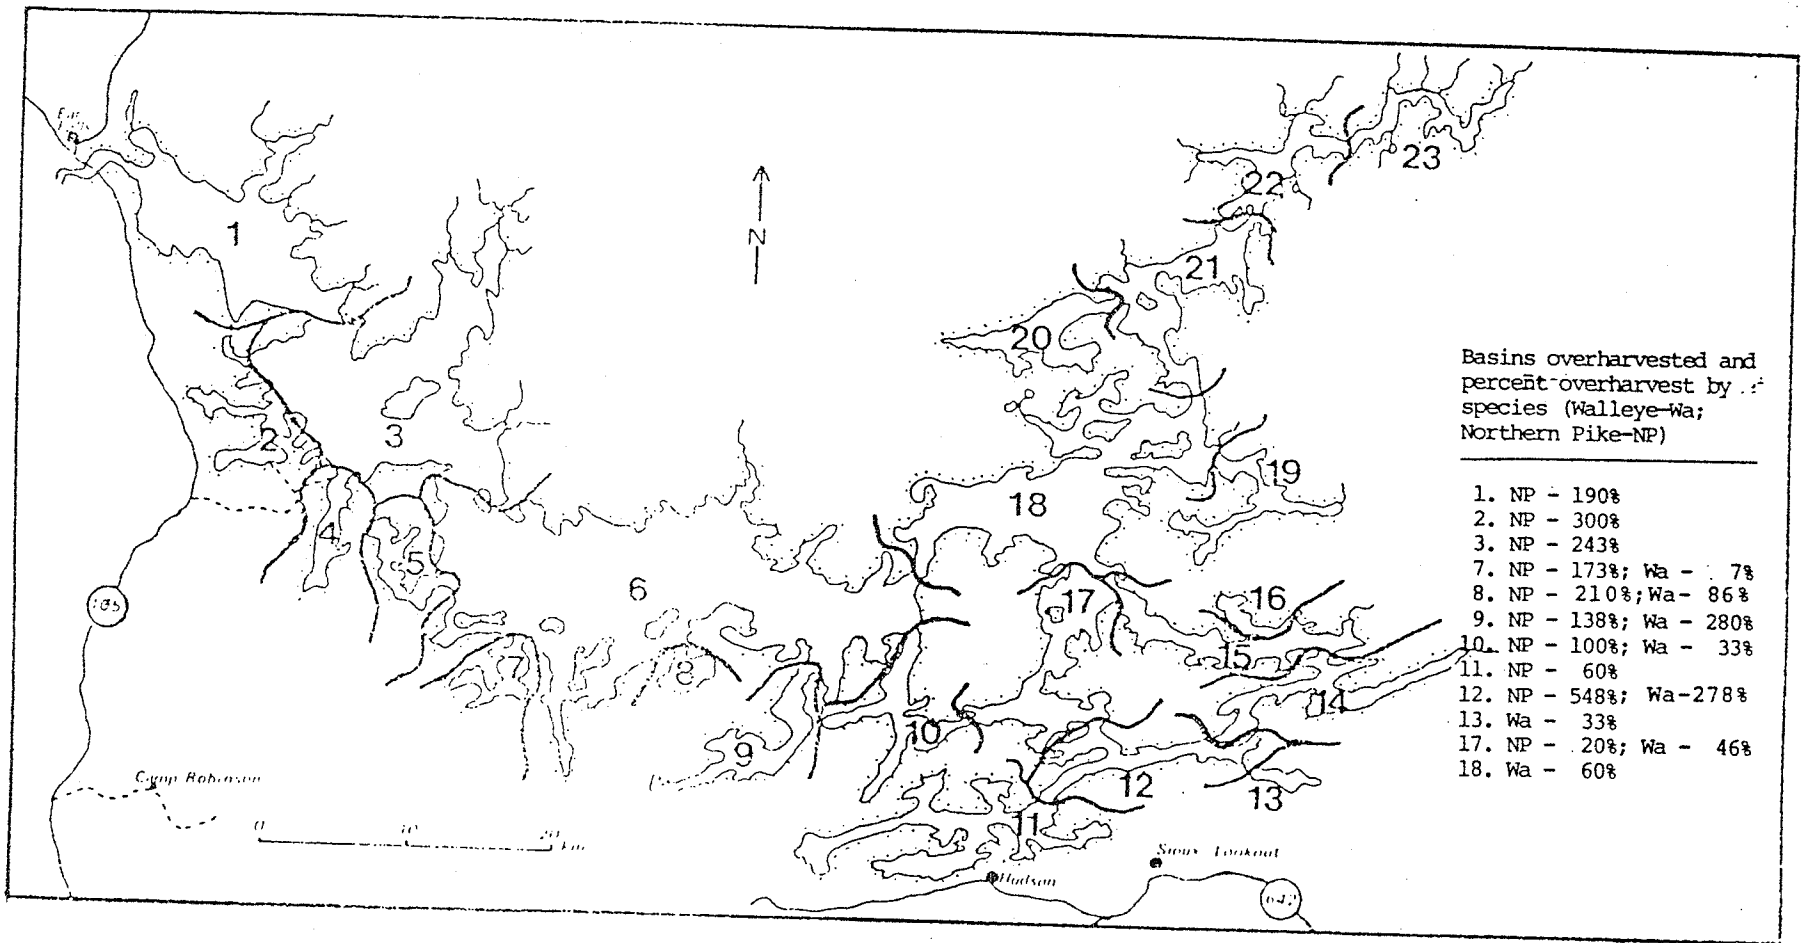 1
2
3
4
5
6
7
8
9
10
11
12
13
14
15
16
17
18
19
20
21
22
23
N
105
Camp Robinson
0 10 20
km
Hudson
Sioux Lookout
642
Basins overharvested and
percent overharvest by
species (Walleye-Wa;
Northern Pike-NP)
1. NP - 190%
2. NP - 300%
3. NP - 243%
7. NP - 173%; Wa - 7%
8. NP - 210%; Wa- 86%
9. NP - 138%; Wa - 280%
10. NP - 100%; Wa - 33%
11. NP - 60%
12. NP - 548%; Wa-278%
13. Wa - 33%
17. NP - 20%; Wa - 46%
18. Wa - 60%